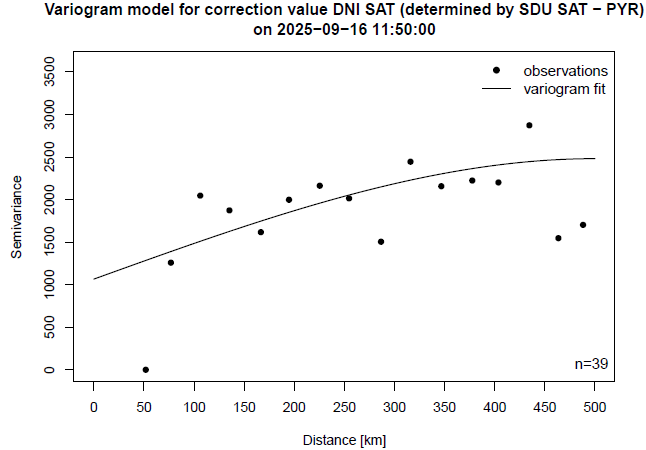 Variogram model for correction value DNI SAT (determined by SDU SAT − PYR)
on 2025−09−16 11:50:00
observations
variogram fit
3500
3000
2500
2000
1500
1000
500
0
Semivariance
n=39
0 50 100 150 200 250 300 350 400 450 500
Distance [km]